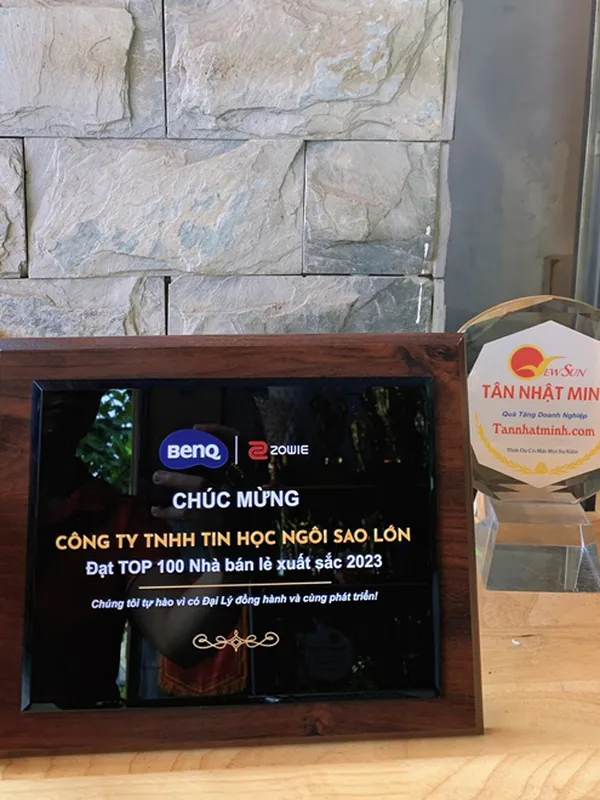 BENQ ZOWIE
CHÚC MỪNG
CÔNG TY TNHH TIN HỌC NGÔI SAO LỚN
Đạt TOP 100 Nhà bán lẻ xuất sắc 2023
Chúng tôi tự hào vì có Đại Lý đồng hành và cùng phát triển!
NEWSUN
TÂN NHẬT MIN
Quà Tặng Doanh Nghiệp
Tannhatminh.com